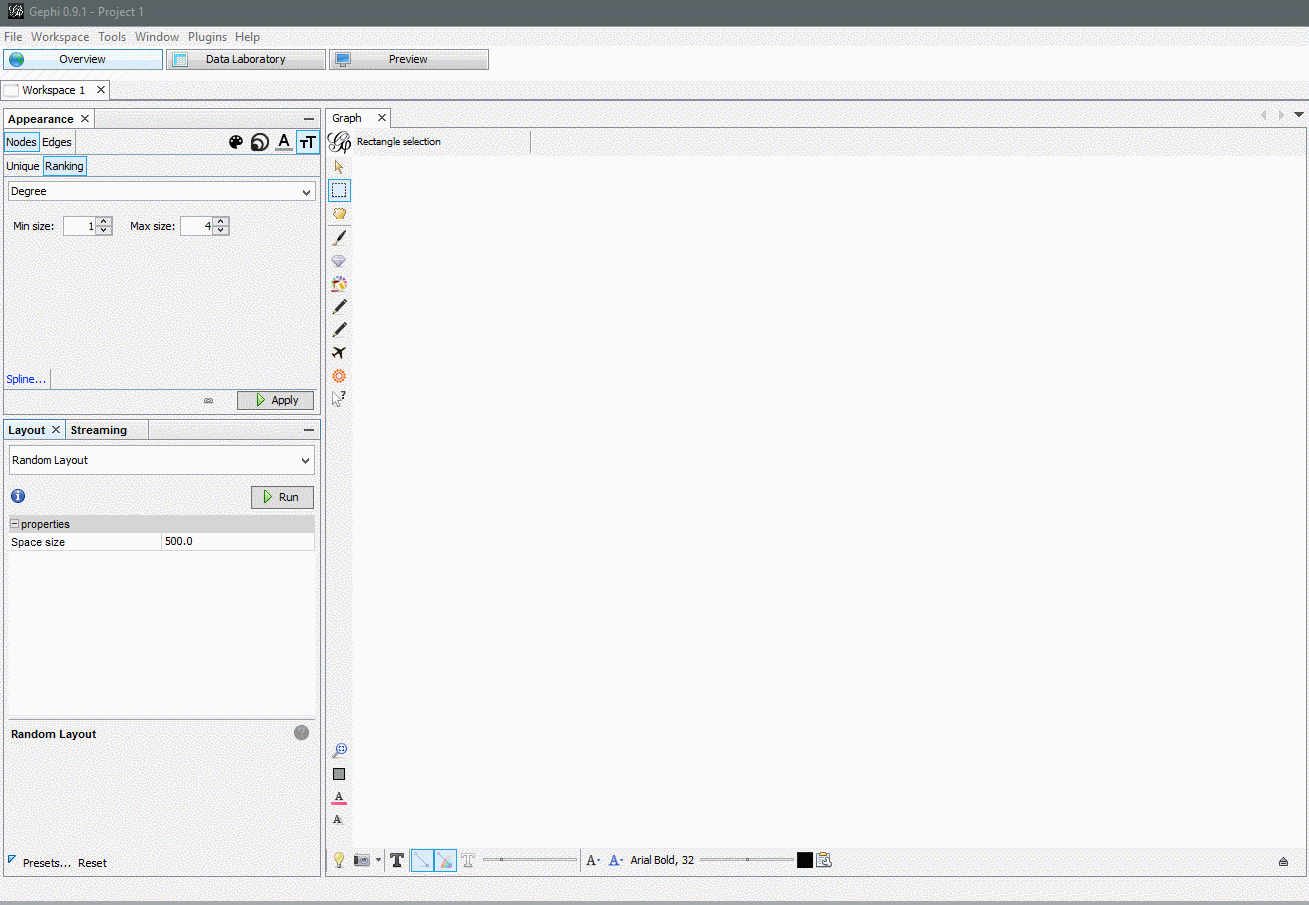 Gephi 0.9.1 - Project 1
File Workspace Tools Window Plugins Help
Overview Data Laboratory Preview
Workspace 1
Appearance
Nodes Edges
Unique Ranking
Degree
Min size: 1 Max size: 4
Spline...
Apply
Layout Streaming
Random Layout
Run
properties
Space size 500.0
Random Layout
Presets... Reset
Graph
Rectangle selection
Arial Bold, 32